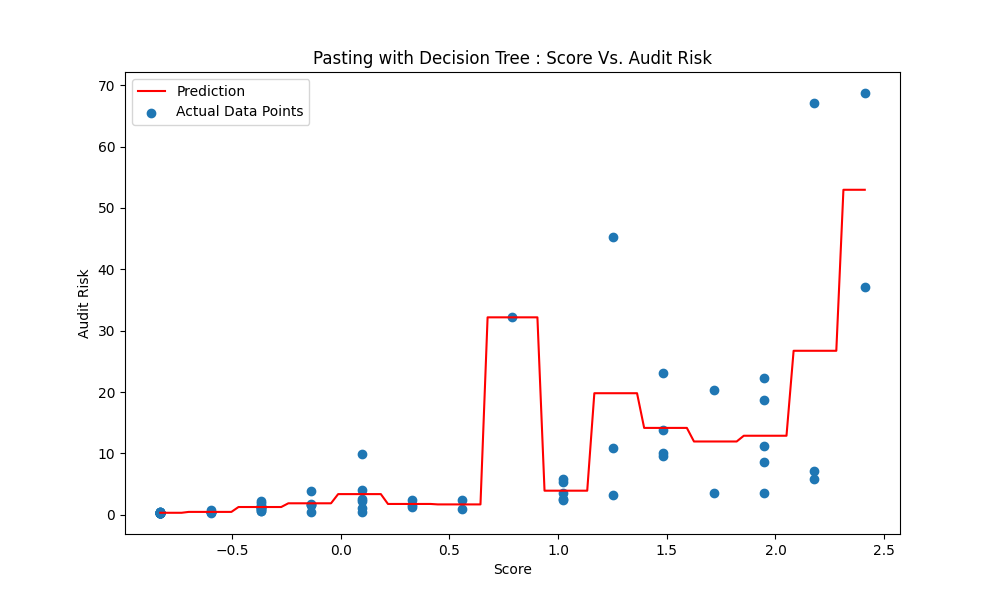 Pasting with Decision Tree : Score Vs. Audit Risk
Prediction
Actual Data Points
70
60
50
40
30
20
10
0
Audit Risk
−0.5 0.0 0.5 1.0 1.5 2.0 2.5
Score